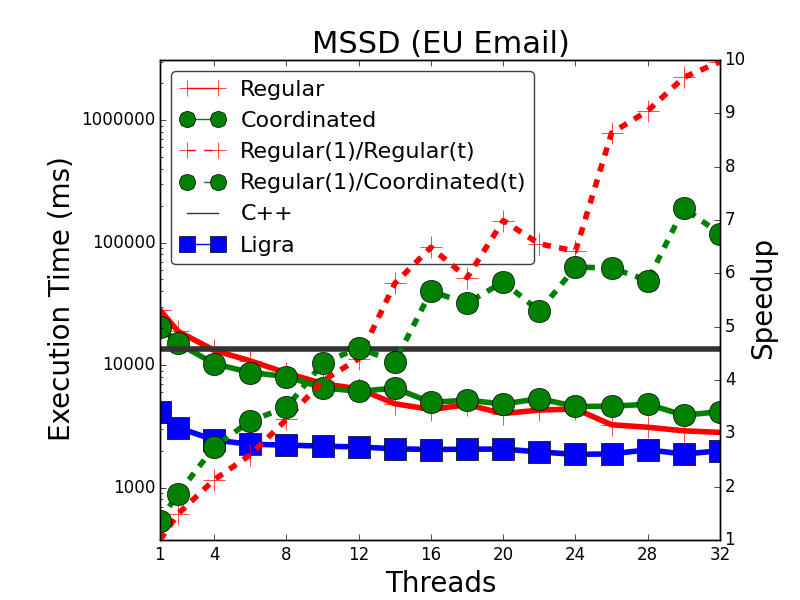 MSSD (EU Email)
Regular
Coordinated
Regular(1)/Regular(t)
Regular(1)/Coordinated(t)
C++
Ligra
Execution Time (ms)
1000000
100000
10000
1000
10
9
8
7
6
5
4
3
2
1
Speedup
1 4 8 12 16 20 24 28 32
Threads